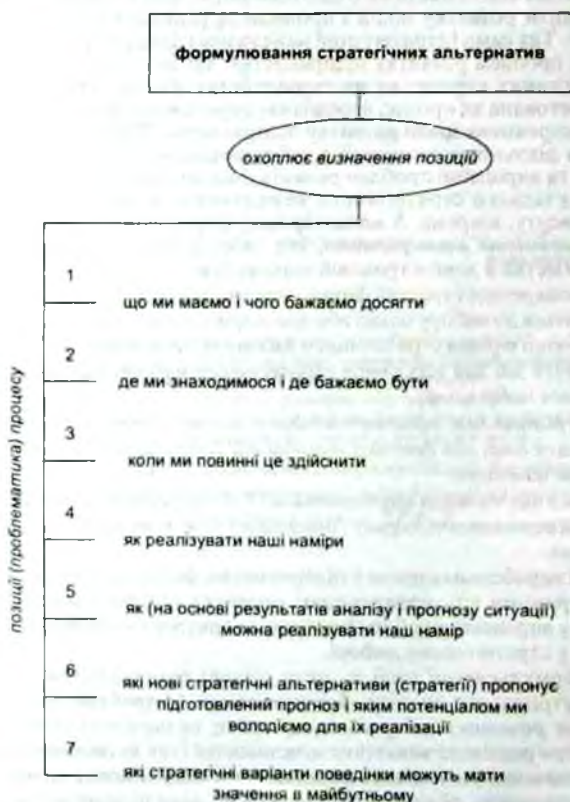 формулювання стратегічних альтернатив
охоплює визначення позицій
позиції (проблематика) процесу
1
що ми маємо і чого бажаємо досягти
2
де ми знаходимося і де бажаємо бути
3
коли ми повинні це здійснити
4
як реалізувати наші наміри
5
як (на основі результатів аналізу і прогнозу ситуації)
можна реалізувати наш намір
6
які нові стратегічні альтернативи (стратегії) пропонує
підготовлений прогноз і яким потенціалом ми
володіємо для їх реалізації
7
які стратегічні варіанти поведінки можуть мати
значення в майбутньому